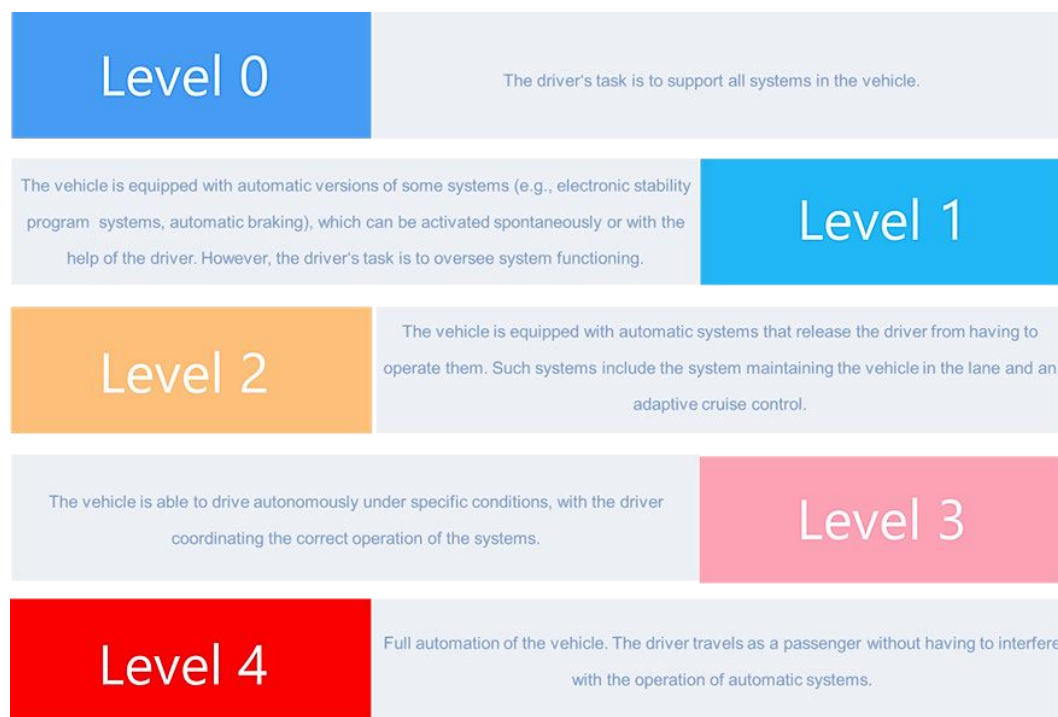 Level 0
The driver's task is to support all systems in the vehicle.
The vehicle is equipped with automatic versions of some systems (e.g., electronic stability
program systems, automatic braking), which can be activated spontaneously or with the
help of the driver. However, the driver's task is to oversee system functioning.
Level 1
Level 2
The vehicle is equipped with automatic systems that release the driver from having to
operate them. Such systems include the system maintaining the vehicle in the lane and an
adaptive cruise control.
The vehicle is able to drive autonomously under specific conditions, with the driver
coordinating the correct operation of the systems.
Level 3
Level 4
Full automation of the vehicle. The driver travels as a passenger without having to interfere
with the operation of automatic systems.